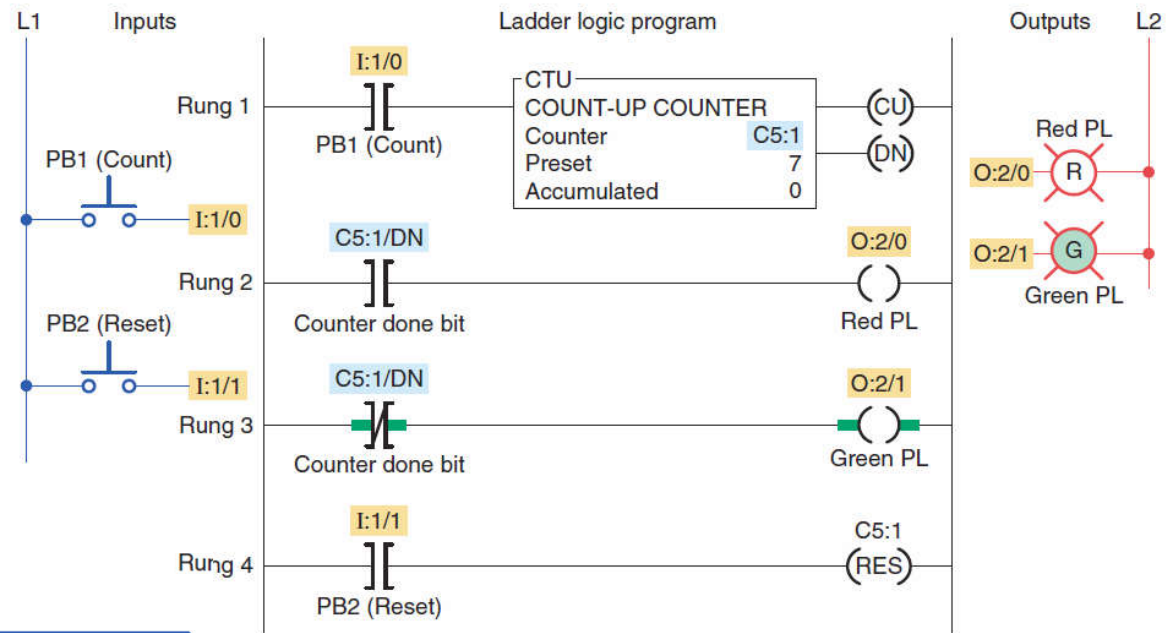 L1 Inputs Ladder logic program Outputs L2
I:1/0
Rung 1
CTU
COUNT-UP COUNTER
Counter C5:1
Preset 7
Accumulated 0
CU
DN
PB1 (Count)
PB1 (Count)
I:1/0
Red PL
O:2/0 R
O:2/1 G
Green PL
C5:1/DN O:2/0
Rung 2
Counter done bit Red PL
PB2 (Reset)
I:1/1
C5:1/DN O:2/1
Rung 3
Counter done bit Green PL
I:1/1 C5:1
Rung 4 RES
PB2 (Reset)